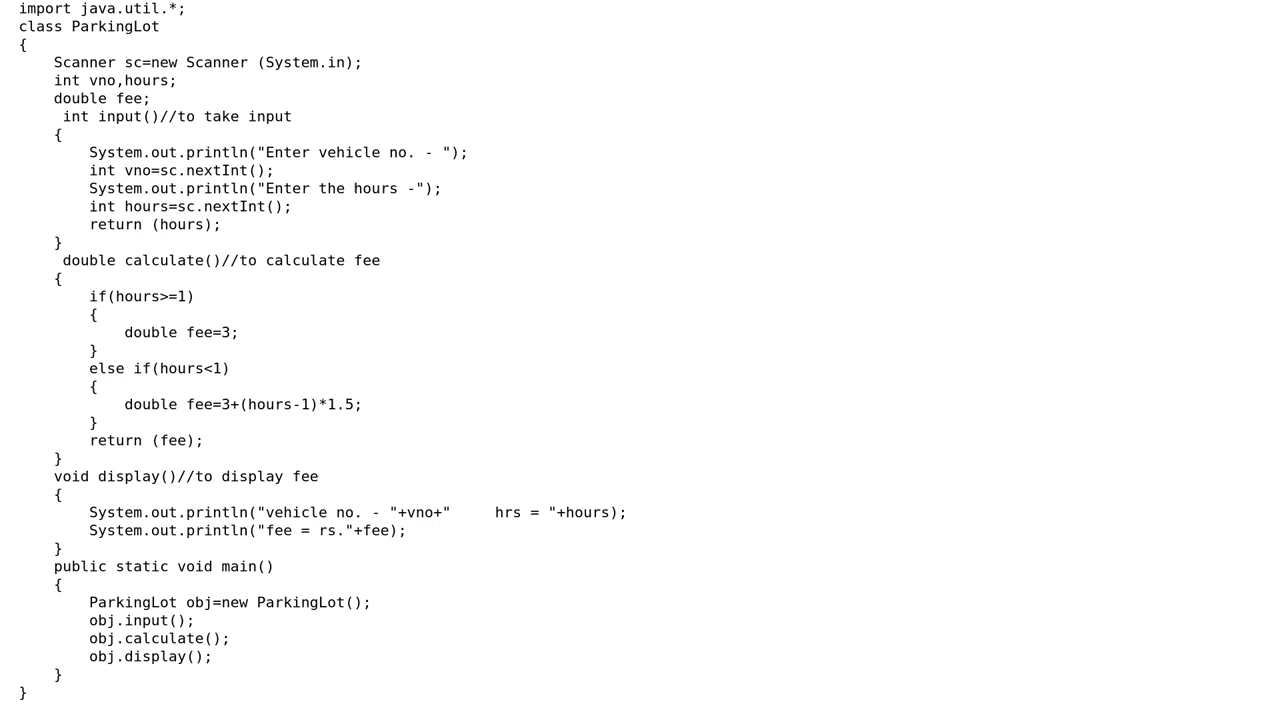 import java.util.*;
class ParkingLot
{
    Scanner sc=new Scanner (System.in);
    int vno,hours;
    double fee;
     int input()//to take input
    {
        System.out.println("Enter vehicle no. - ");
        int vno=sc.nextInt();
        System.out.println("Enter the hours -");
        int hours=sc.nextInt();
        return (hours);
    }
     double calculate()//to calculate fee
    {
        if(hours>=1)
        {
            double fee=3;
        }
        else if(hours<1)
        {
            double fee=3+(hours-1)*1.5;
        }
        return (fee);
    }
    void display()//to display fee
    {
        System.out.println("vehicle no. - "+vno+"     hrs = "+hours);
        System.out.println("fee = rs."+fee);
    }
    public static void main()
    {
        ParkingLot obj=new ParkingLot();
        obj.input();
        obj.calculate();
        obj.display();
    }
}